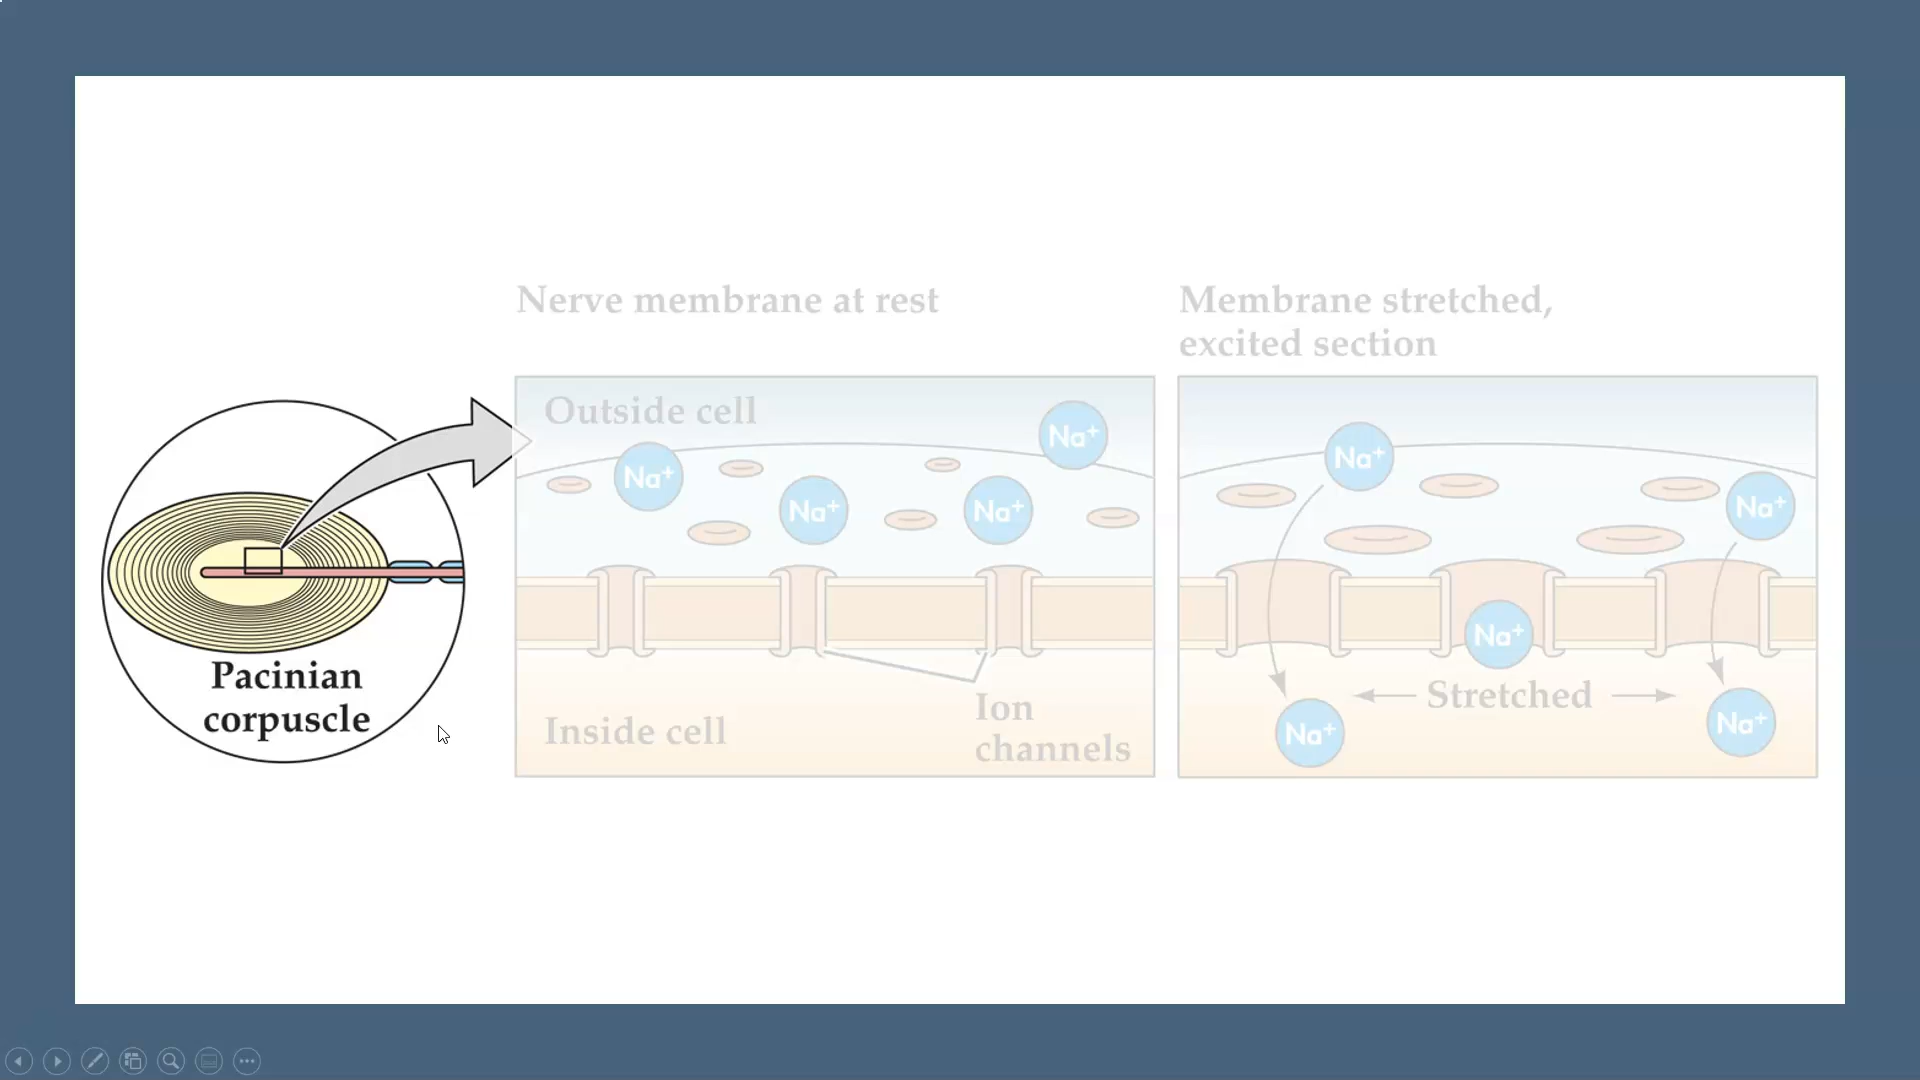 Nerve membrane at rest
Membrane stretched,
excited section
Outside cell
Na⁺
Na⁺
Na⁺
Na⁺
Na⁺
Na⁺
Na⁺
Pacinian
corpuscle
Inside cell
Ion
channels
Stretched
Na⁺
Na⁺